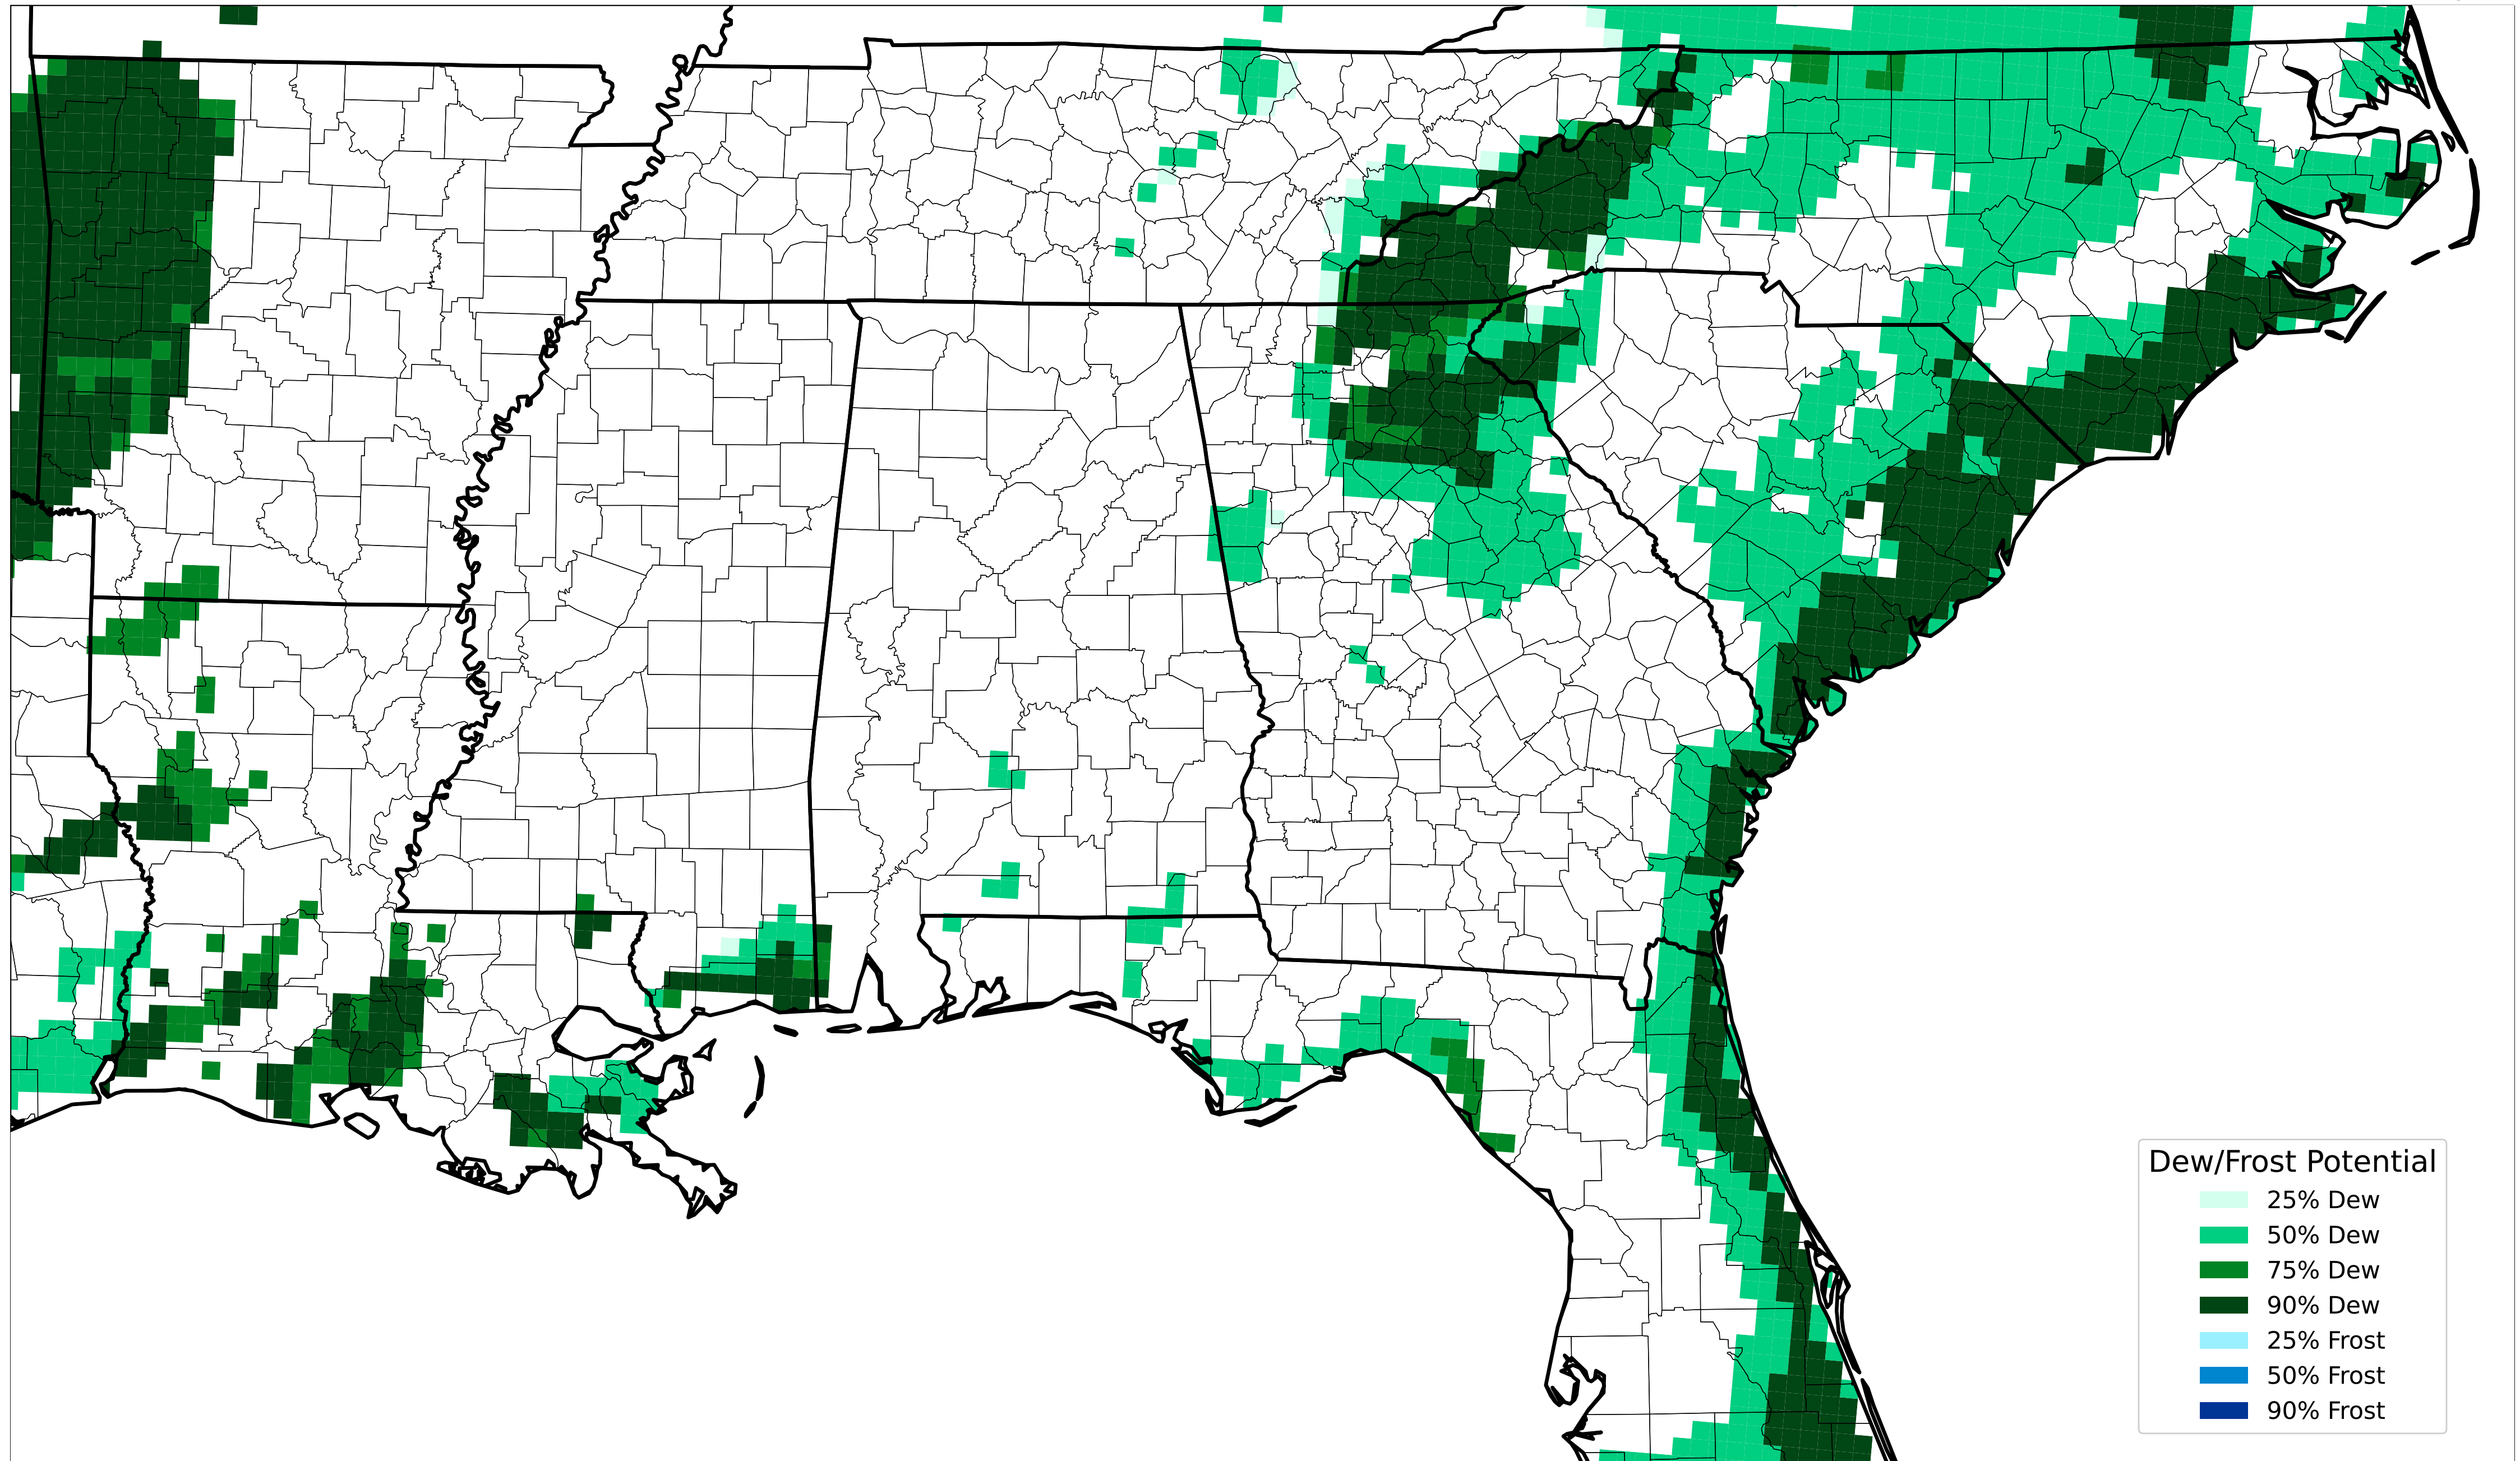 Dew/Frost Potential
25% Dew
50% Dew
75% Dew
90% Dew
25% Frost
50% Frost
90% Frost